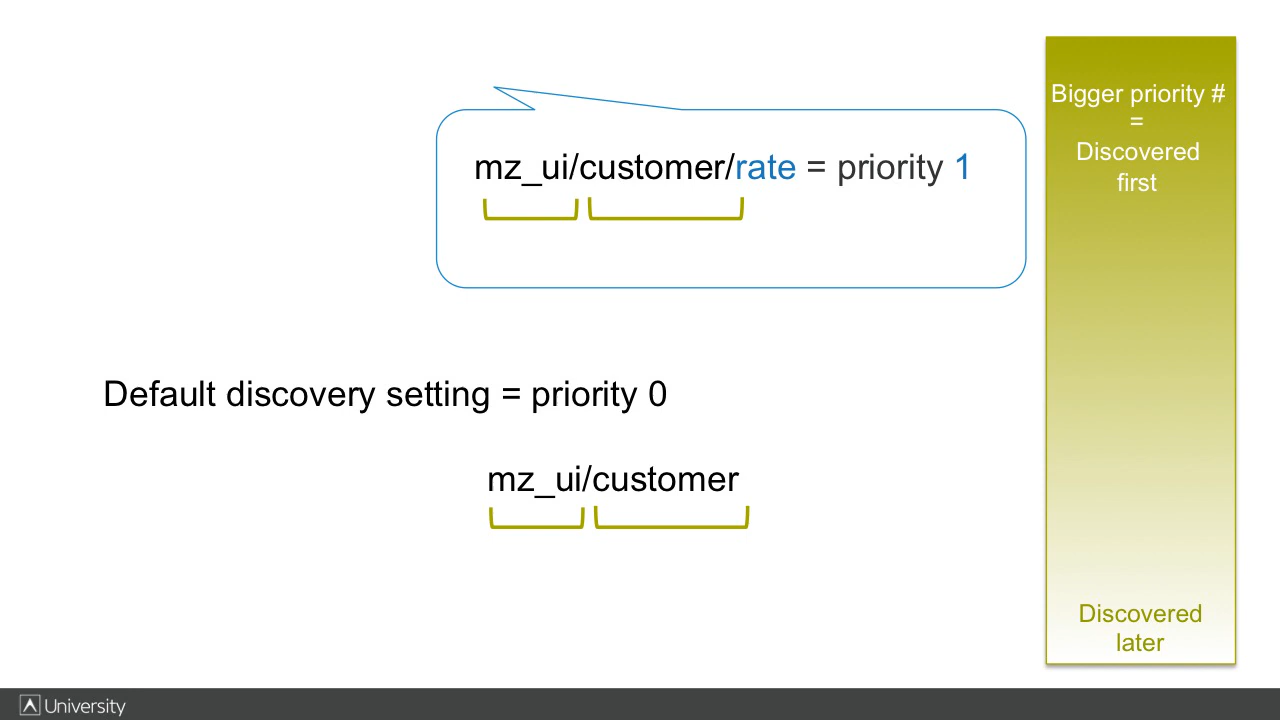 mz_ui/customer/rate = priority 1
Bigger priority #
=
Discovered
first
Default discovery setting = priority 0
mz_ui/customer
Discovered
later
University